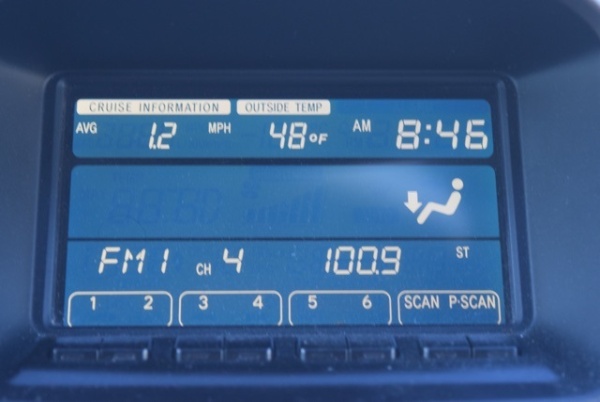 CRUISE INFORMATION OUTSIDE TEMP
AVG 1.2 MPH 48°F AM 8:46
FM1 CH 4 100.9 ST
1 2 3 4 5 6 SCAN P·SCAN